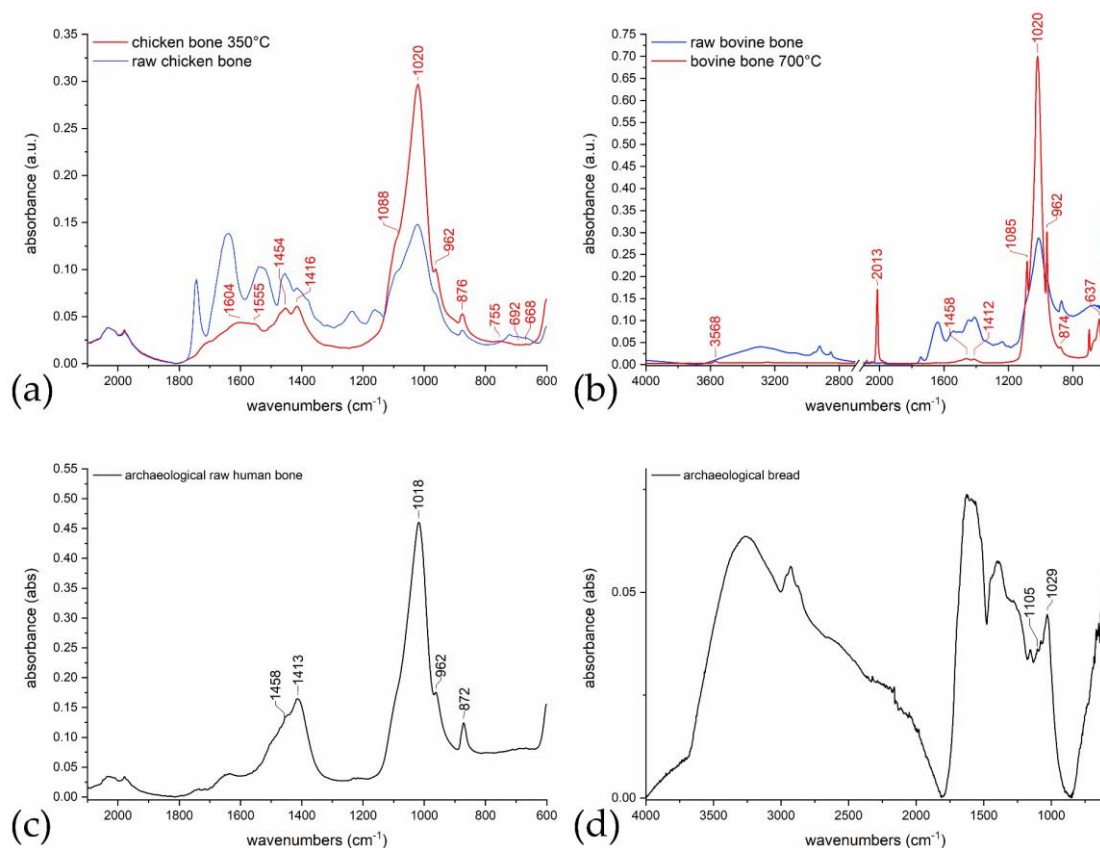 chicken bone 350°C
raw chicken bone
1020
1088
962
1454
1416
1604
1555
876
755
692
668
0.35
0.30
0.25
0.20
0.15
0.10
0.05
0.00
absorbance (a.u.)
2000 1800 1600 1400 1200 1000 800 600
wavenumbers (cm-1)
(a)
raw bovine bone
bovine bone 700°C
1020
962
1085
2013
637
1458
1412
874
3568
0.75
0.70
0.65
0.60
0.55
0.50
0.45
0.40
0.35
0.30
0.25
0.20
0.15
0.10
0.05
0.00
absorbance (a.u.)
4000 3600 3200 2800 2000 1600 1200 800
wavenumbers (cm-1)
(b)
archaeological raw human bone
1018
1458
1413
962
872
0.55
0.50
0.45
0.40
0.35
0.30
0.25
0.20
0.15
0.10
0.05
0.00
absorbance (abs)
2000 1800 1600 1400 1200 1000 800 600
wavenumbers (cm-1)
(c)
archaeological bread
1105
1029
0.05
0.00
absorbance (abs)
4000 3500 3000 2500 2000 1500 1000
wavenumbers (cm-1)
(d)